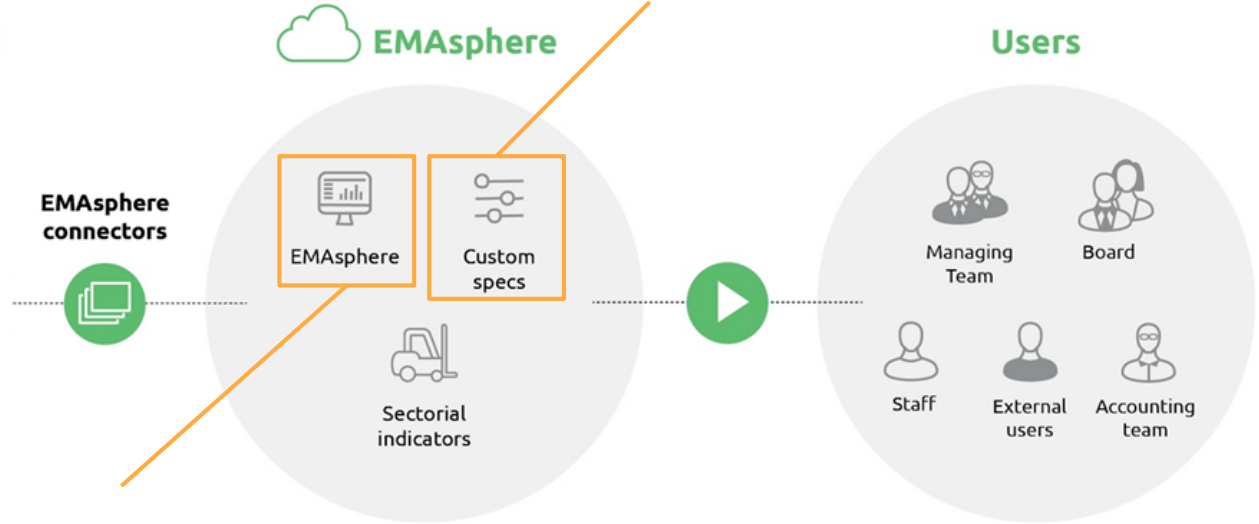 EMAsphere
Users
EMAsphere
connectors
EMAsphere
Custom
specs
Sectorial
indicators
Managing
Team
Board
Staff
External
users
Accounting
team